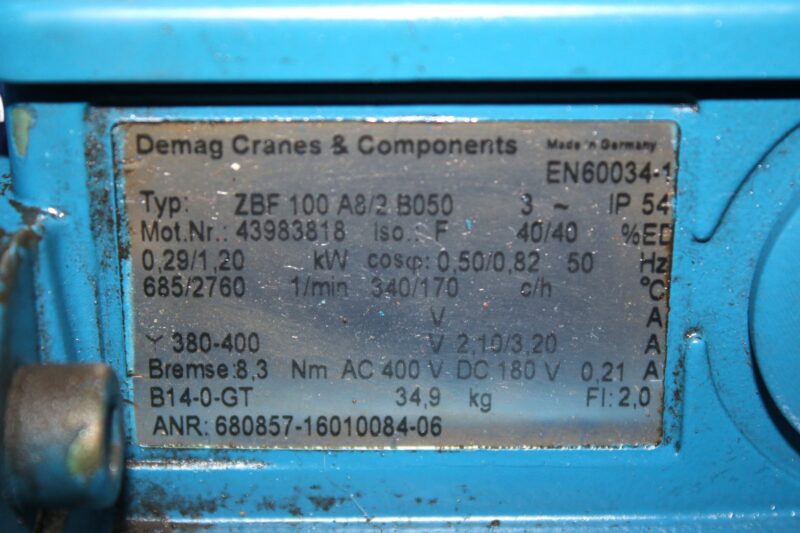 Demag Cranes & Components Made in Germany
EN60034-1
Typ: ZBF 100 A8/2 B050 3 ~ IP 54
Mot.Nr.: 43983818 Iso.: F 40/40 %ED
0,29/1,20 kW cosφ: 0,50/0,82 50 Hz
685/2760 1/min 340/170 c/h °C
V A
Y 380-400 V 2,10/3,20 A
Bremse:8,3 Nm AC 400 V DC 180 V 0,21 A
B14-0-GT 34,9 kg FI: 2,0
ANR: 680857-16010084-06